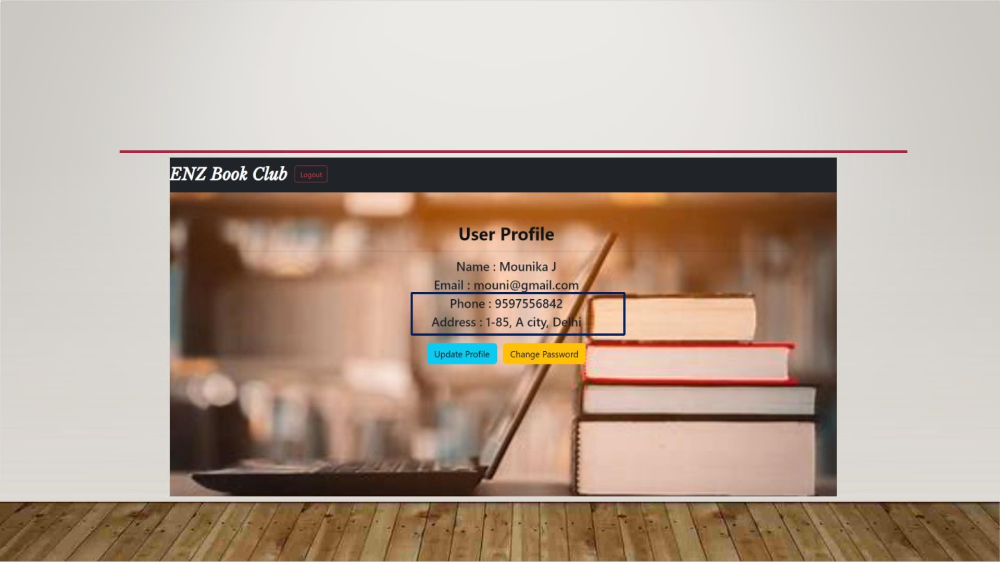 ENZ Book Club Logout
User Profile
Name : Mounika J
Email : mouni@gmail.com
Phone : 9597556842
Address : 1-85, A city, Delhi
Update Profile Change Password